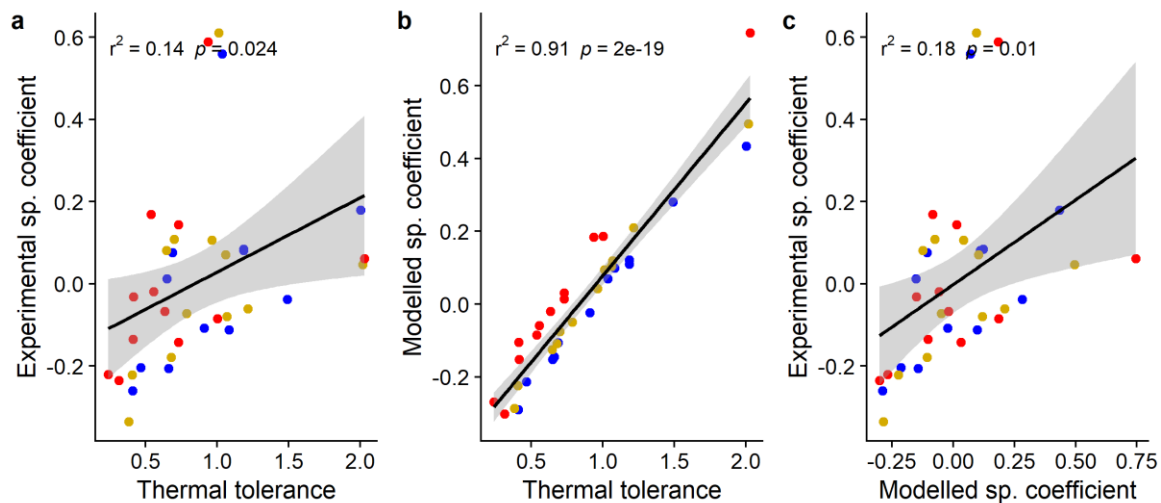 a
r² = 0.14 p = 0.024
Experimental sp. coefficient
0.6
0.4
0.2
0.0
-0.2
0.5 1.0 1.5 2.0
Thermal tolerance
b
r² = 0.91 p = 2e-19
Modelled sp. coefficient
0.6
0.4
0.2
0.0
-0.2
0.5 1.0 1.5 2.0
Thermal tolerance
c
r² = 0.18 p = 0.01
Experimental sp. coefficient
0.6
0.4
0.2
0.0
-0.2
-0.25 0.00 0.25 0.50 0.75
Modelled sp. coefficient